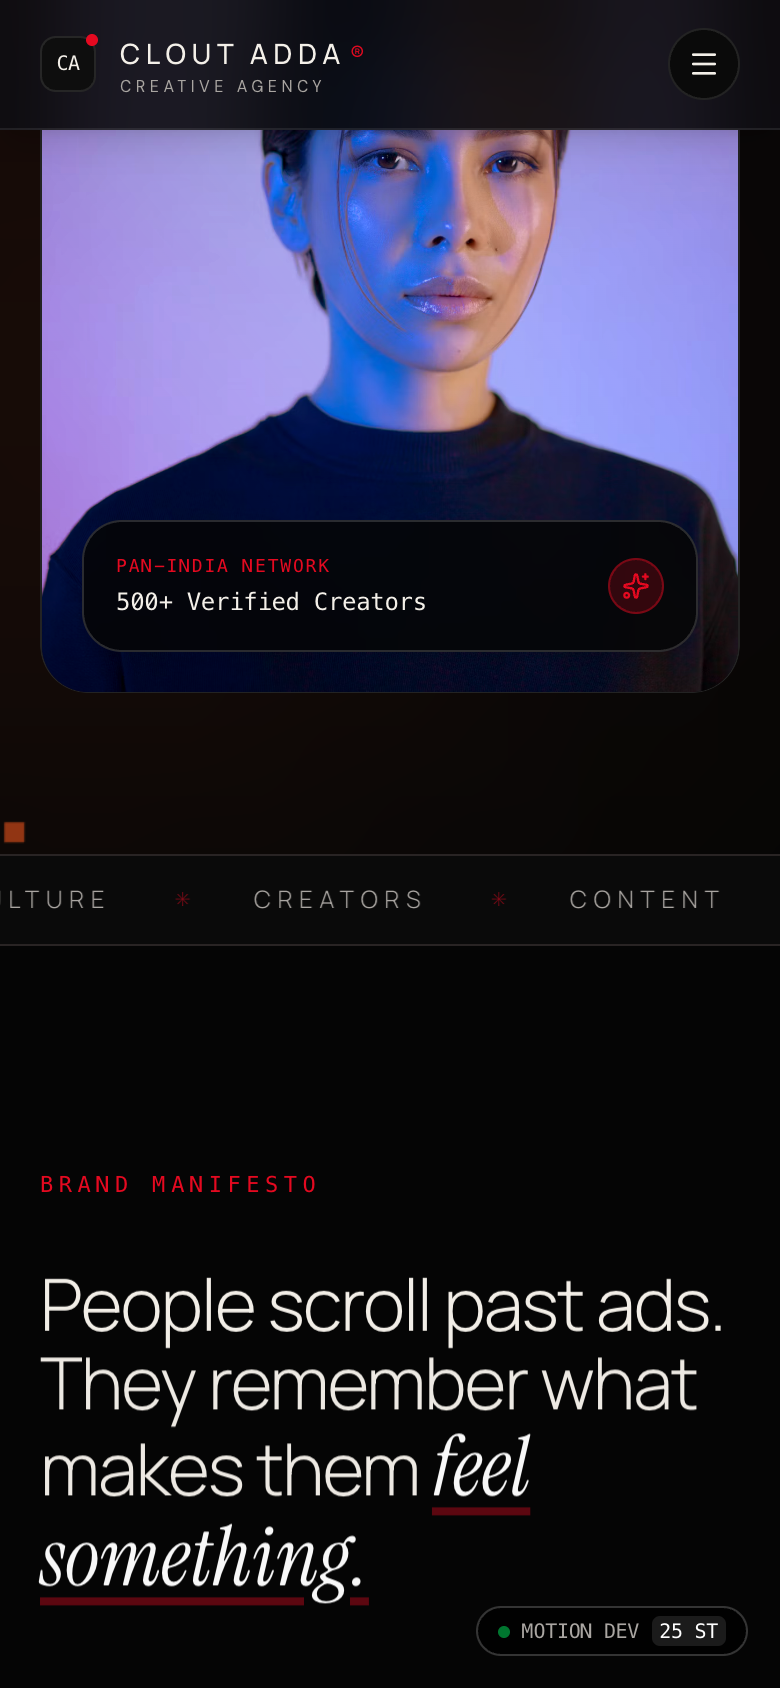 CA
CLOUT ADDA ®
CREATIVE AGENCY
PAN-INDIA NETWORK
500+ Verified Creators
LTURE * CREATORS * CONTENT
BRAND MANIFESTO
People scroll past ads.
They remember what
makes them feel
something.
MOTION DEV 25 ST